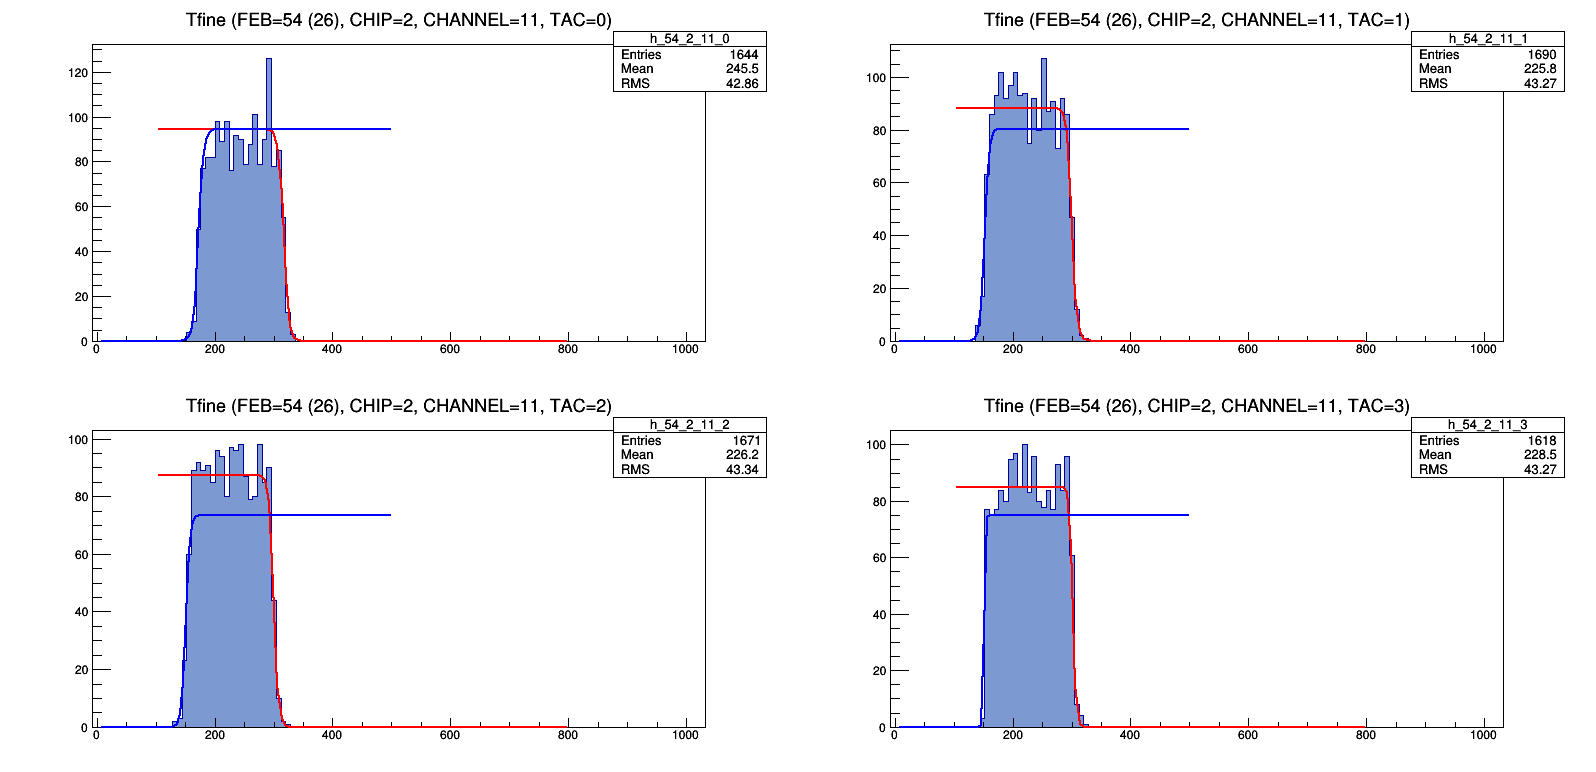 Tfine (FEB=54 (26), CHIP=2, CHANNEL=11, TAC=0)
h_54_2_11_0
Entries 1644
Mean 245.5
RMS 42.86
120
100
80
60
40
20
0
0 200 400 600 800 1000
Tfine (FEB=54 (26), CHIP=2, CHANNEL=11, TAC=1)
h_54_2_11_1
Entries 1690
Mean 225.8
RMS 43.27
100
80
60
40
20
0
0 200 400 600 800 1000
Tfine (FEB=54 (26), CHIP=2, CHANNEL=11, TAC=2)
h_54_2_11_2
Entries 1671
Mean 226.2
RMS 43.34
100
80
60
40
20
0
0 200 400 600 800 1000
Tfine (FEB=54 (26), CHIP=2, CHANNEL=11, TAC=3)
h_54_2_11_3
Entries 1618
Mean 228.5
RMS 43.27
100
80
60
40
20
0
0 200 400 600 800 1000